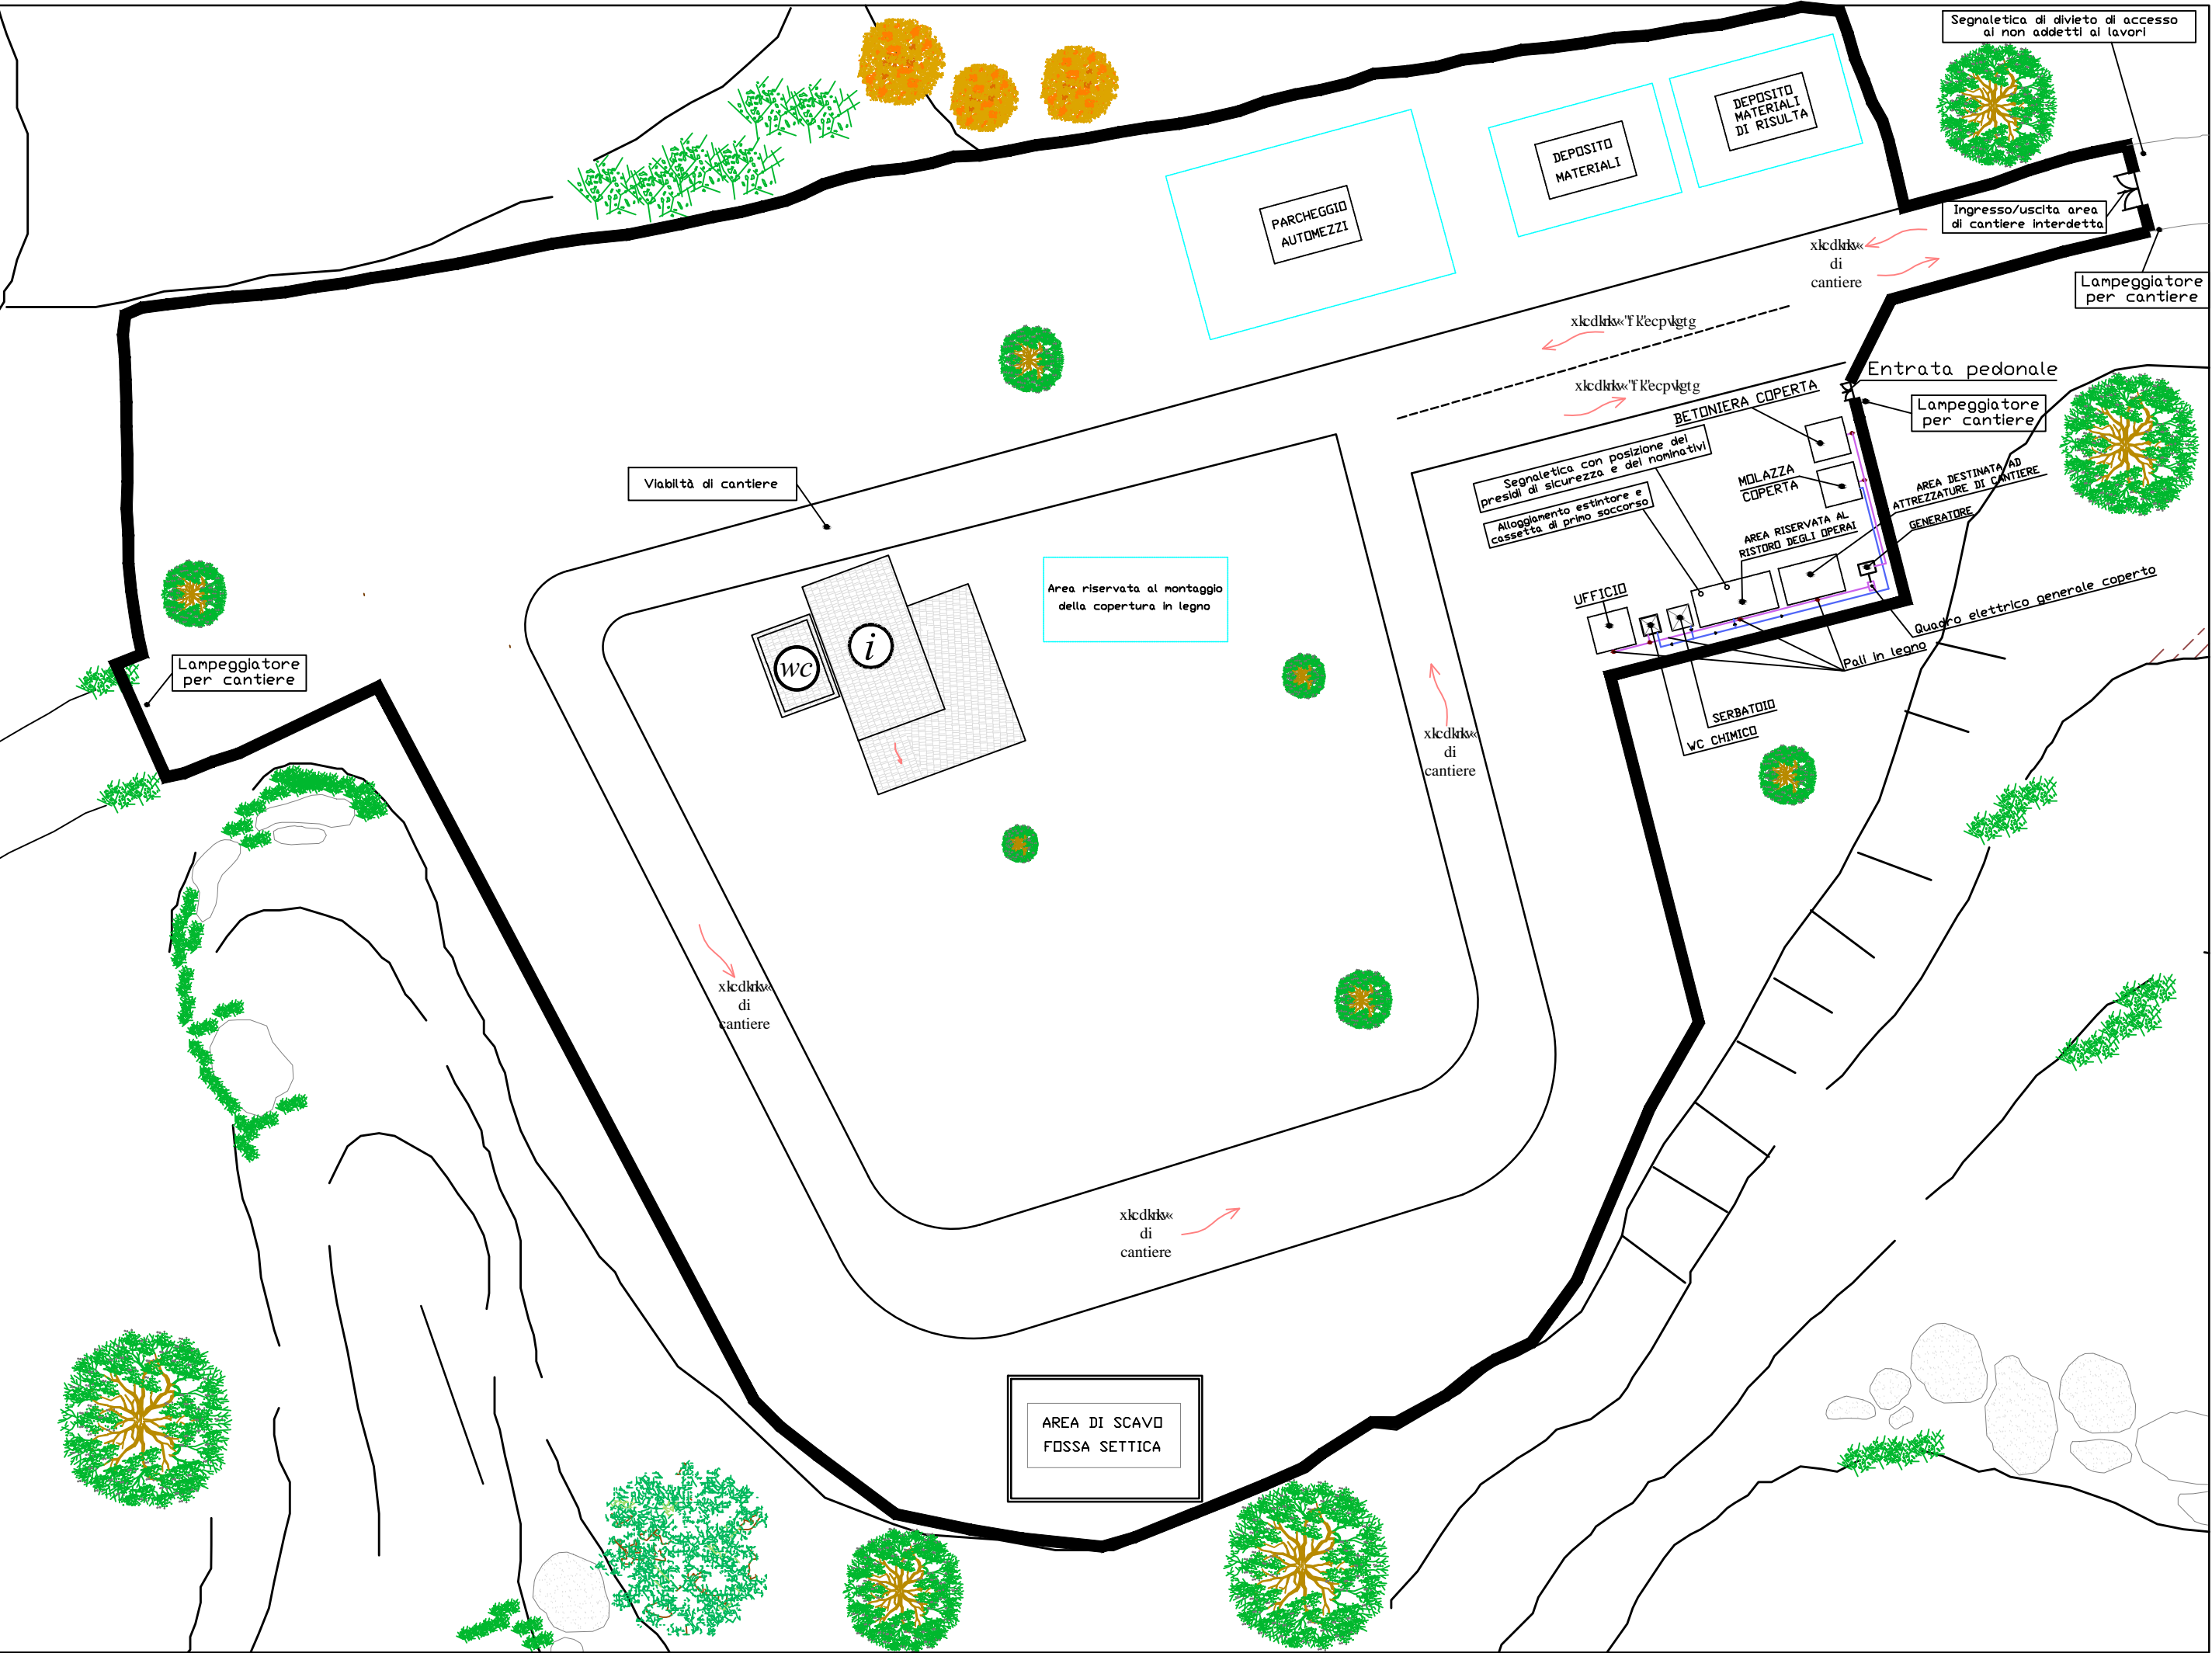 Segnaletica di divieto di accesso
ai non addetti ai lavori
DEPOSITO
MATERIALI
DI RISULTA
DEPOSITO
MATERIALI
PARCHEGGIO
AUTOMEZZI
Ingresso/uscita area
di cantiere interdetta
di
cantiere
Lampeggiatore
per cantiere
Entrata pedonale
Lampeggiatore
per cantiere
BETONIERA COPERTA
Segnaletica con posizione dei
presidi di sicurezza e dei nominativi
MOLAZZA
COPERTA
AREA DESTINATA AD
ATTREZZATURE DI CANTIERE
Alloggiamento estintore e
cassetta di primo soccorso
AREA RISERVATA AL
RISTORO DEGLI OPERAI
GENERATORE
Viabiltà di cantiere
Area riservata al montaggio
della copertura in legno
UFFICIO
Quadro elettrico generale coperto
Pali in legno
SERBATOIO
WC CHIMICO
wc
i
Lampeggiatore
per cantiere
di
cantiere
di
cantiere
di
cantiere
AREA DI SCAVO
FOSSA SETTICA